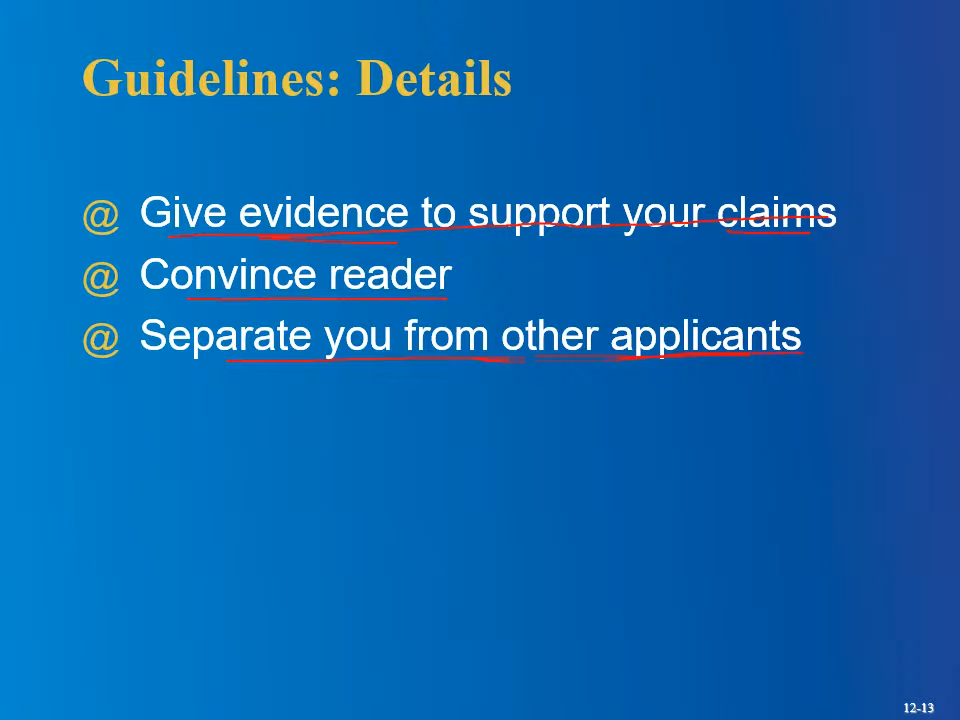 Guidelines: Details
@ Give evidence to support your claims
@ Convince reader
@ Separate you from other applicants
12-13